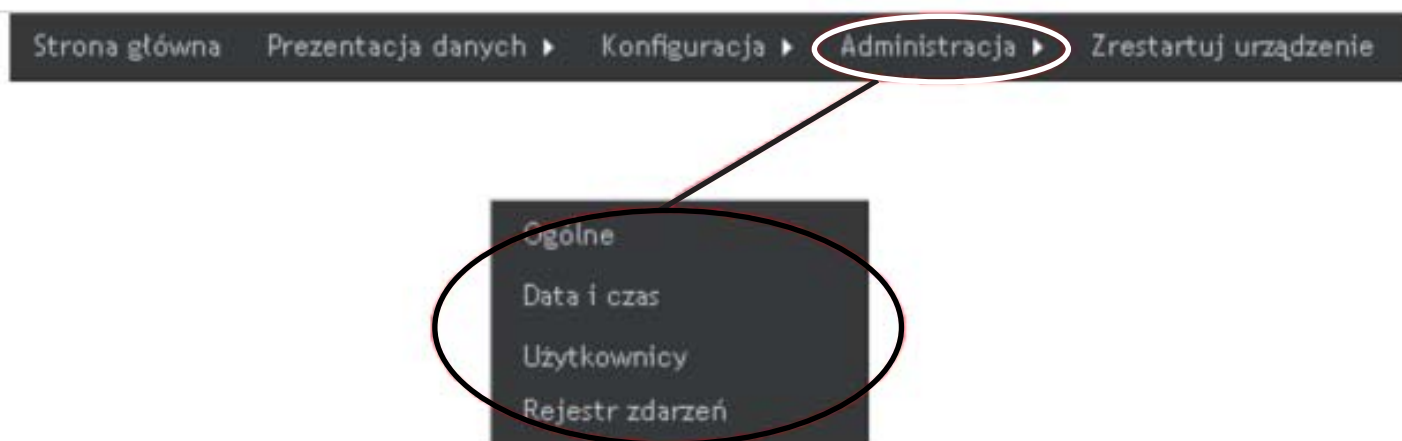 Strona główna Prezentacja danych Konfiguracja Administracja Zrestartuj urządzenie
Ogólne
Data i czas
Użytkownicy
Rejestr zdarzeń